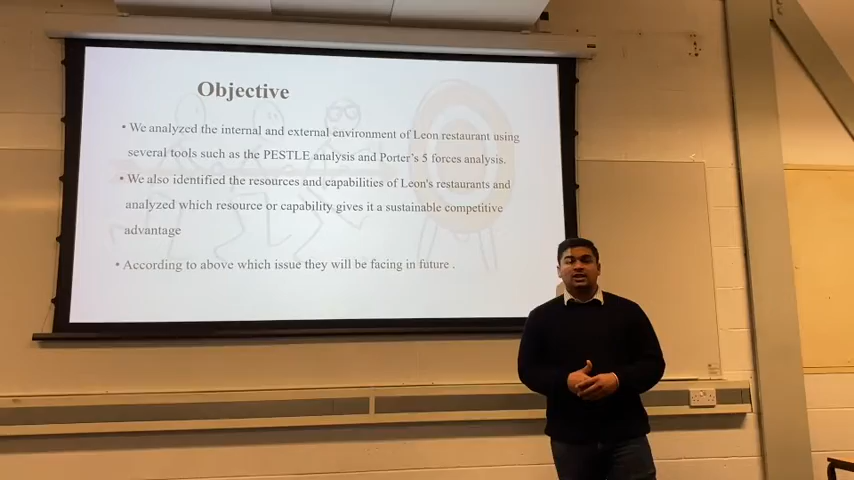 Objective
• We analyzed the internal and external environment of Leon restaurant using
several tools such as the PESTLE analysis and Porter's 5 forces analysis.
• We also identified the resources and capabilities of Leon's restaurants and
analyzed which resource or capability gives it a sustainable competitive
advantage
• According to above which issue they will be facing in future .